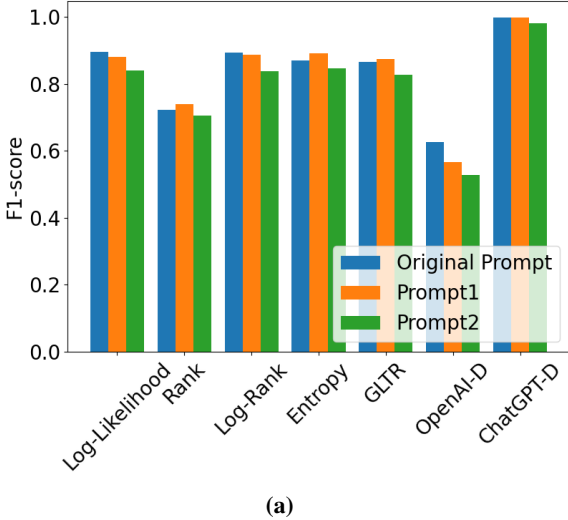 1.0
0.8
0.6
0.4
0.2
0.0
F1-score
Original Prompt
Prompt1
Prompt2
Log-Likelihood
Rank
Log-Rank
Entropy
GLTR
OpenAI-D
ChatGPT-D
(a)